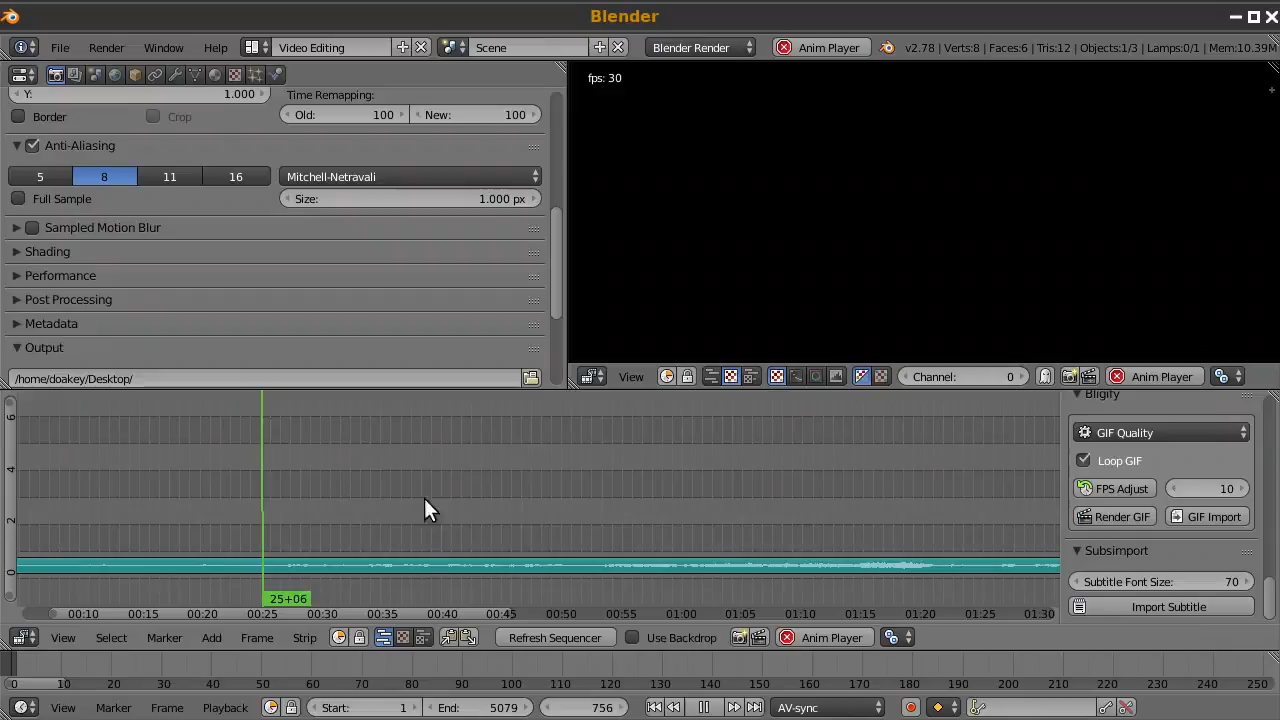 Blender
File Render Window Help Video Editing Scene Blender Render Anim Player v2.78 | Verts:8 | Faces:6 | Tris:12 | Objects:1/3 | Lamps:0/1 | Mem:10.39M
fps: 30
Y: 1.000
Time Remapping:
Border Crop
Old: 100 New: 100
Anti-Aliasing
5 8 11 16 Mitchell-Netravali
Full Sample Size: 1.000 px
Sampled Motion Blur
Shading
Performance
Post Processing
Metadata
Output
/home/doakey/Desktop/
View Channel: 0 Anim Player
Bligify
6
GIF Quality
Loop GIF
4
FPS Adjust 10
Render GIF GIF Import
2
Subsimport
0
Subtitle Font Size: 70
25+06
Import Subtitle
00:10 00:15 00:20 00:25 00:30 00:35 00:40 00:45 00:50 00:55 01:00 01:05 01:10 01:15 01:20 01:25 01:30
View Select Marker Add Frame Strip Refresh Sequencer Use Backdrop Anim Player
0 10 20 30 40 50 60 70 80 90 100 110 120 130 140 150 160 170 180 190 200 210 220 230 240 250
View Marker Frame Playback Start: 1 End: 5079 756 AV-sync